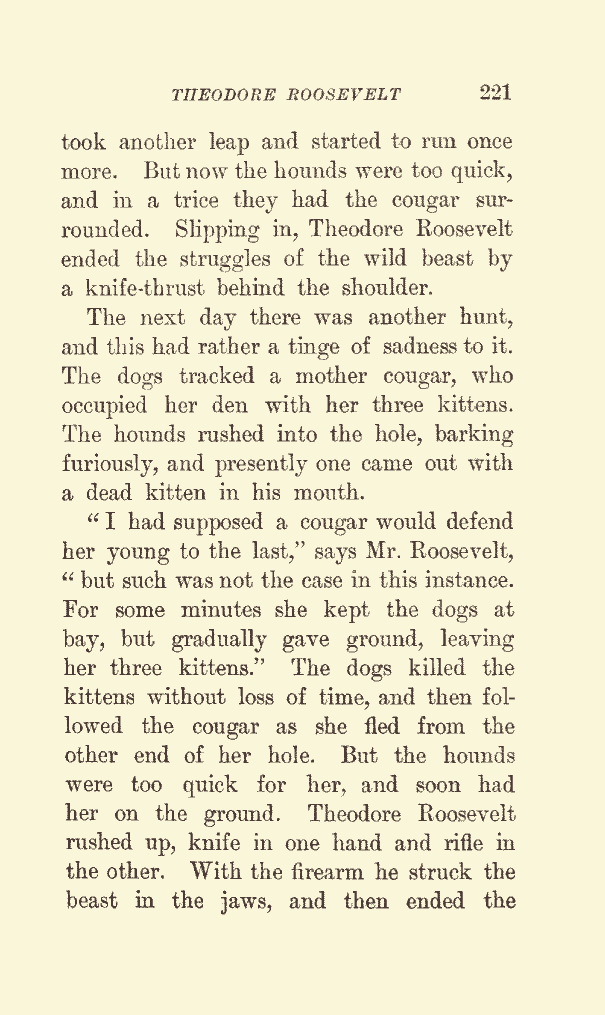 THEODORE ROOSEVELT 221
took another leap and started to run once
more. But now the hounds were too quick,
and in a trice they had the cougar sur-
rounded. Slipping in, Theodore Roosevelt
ended the struggles of the wild beast by
a knife-thrust behind the shoulder.
The next day there was another hunt,
and this had rather a tinge of sadness to it.
The dogs tracked a mother cougar, who
occupied her den with her three kittens.
The hounds rushed into the hole, barking
furiously, and presently one came out with
a dead kitten in his mouth.
“I had supposed a cougar would defend
her young to the last,” says Mr. Roosevelt,
“but such was not the case in this instance.
For some minutes she kept the dogs at
bay, but gradually gave ground, leaving
her three kittens.” The dogs killed the
kittens without loss of time, and then fol-
lowed the cougar as she fled from the
other end of her hole. But the hounds
were too quick for her, and soon had
her on the ground. Theodore Roosevelt
rushed up, knife in one hand and rifle in
the other. With the firearm he struck the
beast in the jaws, and then ended the